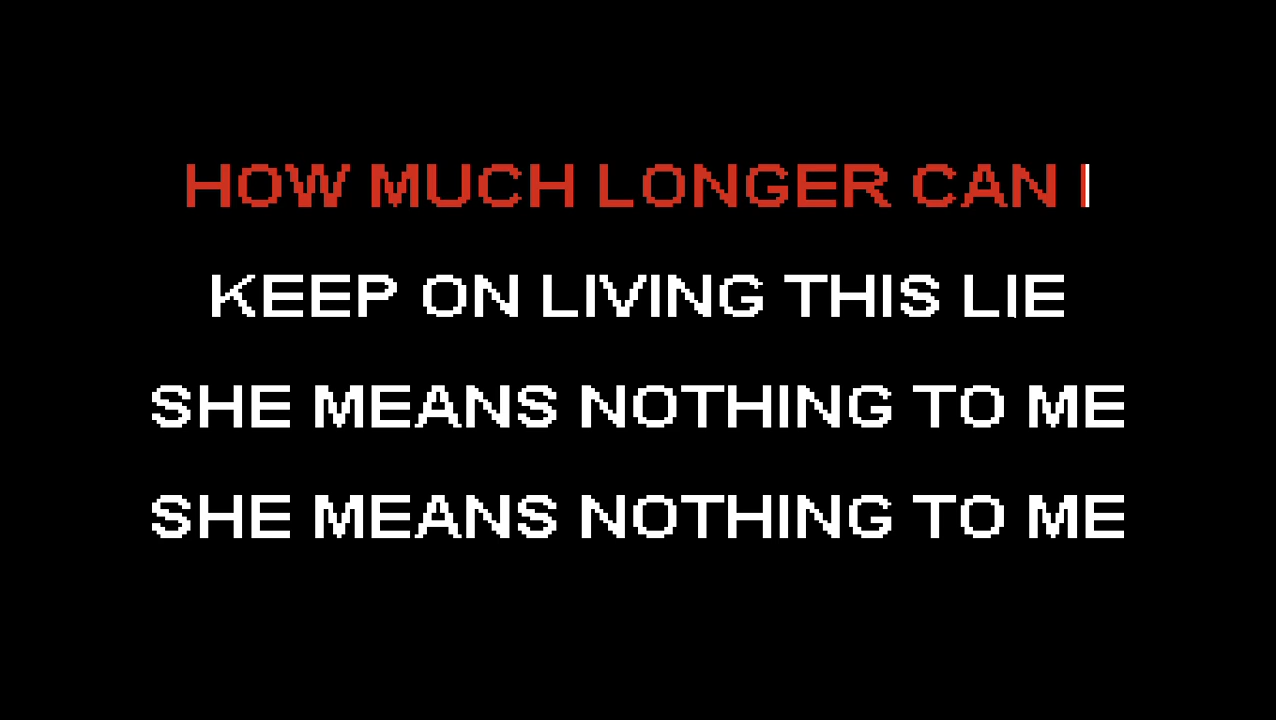 HOW MUCH LONGER CAN I
KEEP ON LIVING THIS LIE
SHE MEANS NOTHING TO ME
SHE MEANS NOTHING TO ME